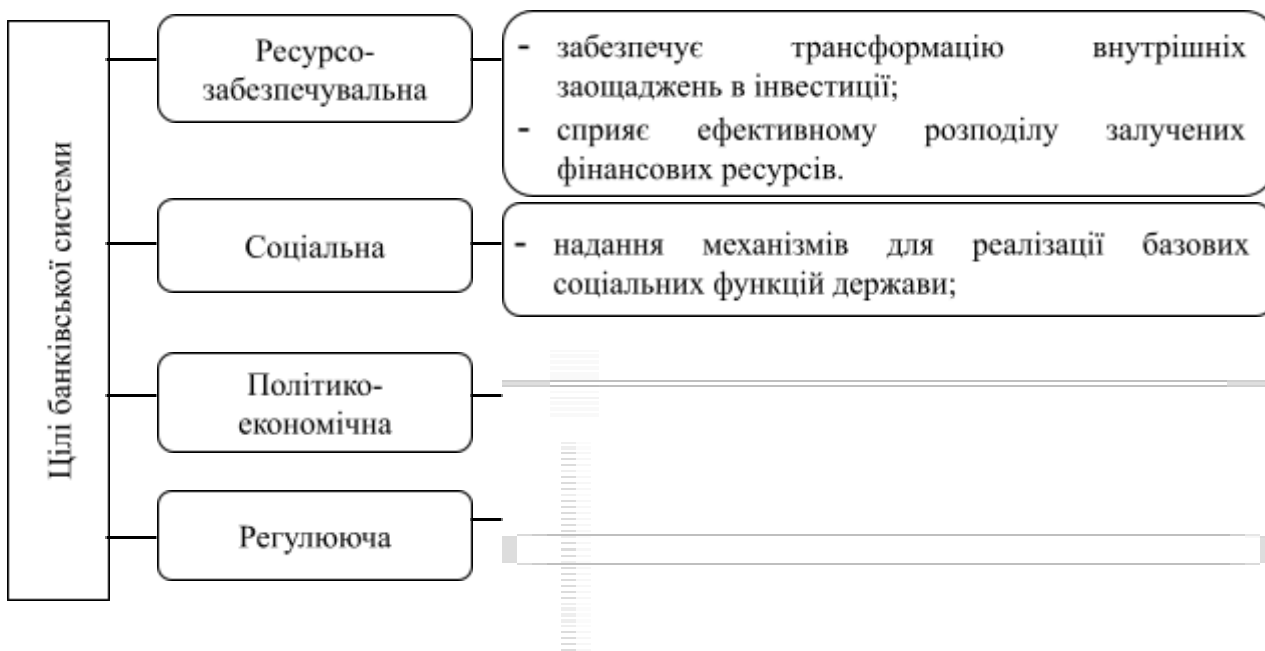 Цілі банківської системи
Ресурсо-
забезпечувальна
- забезпечує трансформацію внутрішніх
заощаджень в інвестиції;
- сприяє ефективному розподілу залучених
фінансових ресурсів.
Соціальна
- надання механізмів для реалізації базових
соціальних функцій держави;
Політико-
економічна
Регулююча